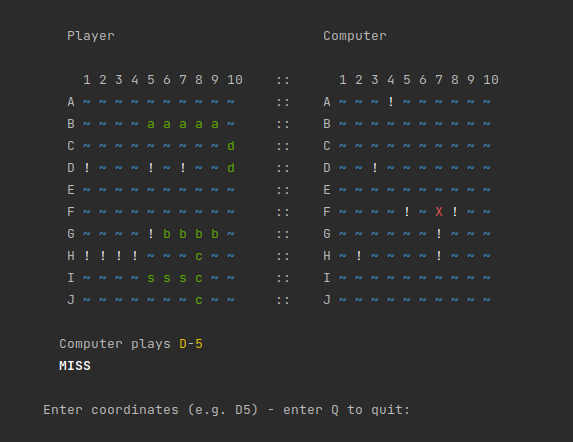 Player Computer
1 2 3 4 5 6 7 8 9 10 :: 1 2 3 4 5 6 7 8 9 10
A ~ ~ ~ ~ ~ ~ ~ ~ ~ ~ :: A ~ ~ ~ ! ~ ~ ~ ~ ~ ~
B ~ ~ ~ ~ a a a a a ~ :: B ~ ~ ~ ~ ~ ~ ~ ~ ~ ~
C ~ ~ ~ ~ ~ ~ ~ ~ ~ d :: C ~ ~ ~ ~ ~ ~ ~ ~ ~ ~
D ! ~ ~ ~ ! ~ ! ~ ~ d :: D ~ ~ ! ~ ~ ~ ~ ~ ~ ~
E ~ ~ ~ ~ ~ ~ ~ ~ ~ ~ :: E ~ ~ ~ ~ ~ ~ ~ ~ ~ ~
F ~ ~ ~ ~ ~ ~ ~ ~ ~ ~ :: F ~ ~ ~ ~ ! ~ X ! ~ ~
G ~ ~ ~ ~ ! b b b b ~ :: G ~ ~ ~ ~ ~ ~ ! ~ ~ ~
H ! ! ! ! ~ ~ ~ c ~ ~ :: H ~ ! ~ ~ ~ ~ ! ~ ~ ~
I ~ ~ ~ ~ s s s c ~ ~ :: I ~ ~ ~ ~ ~ ~ ~ ~ ~ ~
J ~ ~ ~ ~ ~ ~ ~ c ~ ~ :: J ~ ~ ~ ~ ~ ~ ~ ~ ~ ~
Computer plays D-5
MISS
Enter coordinates (e.g. D5) - enter Q to quit: